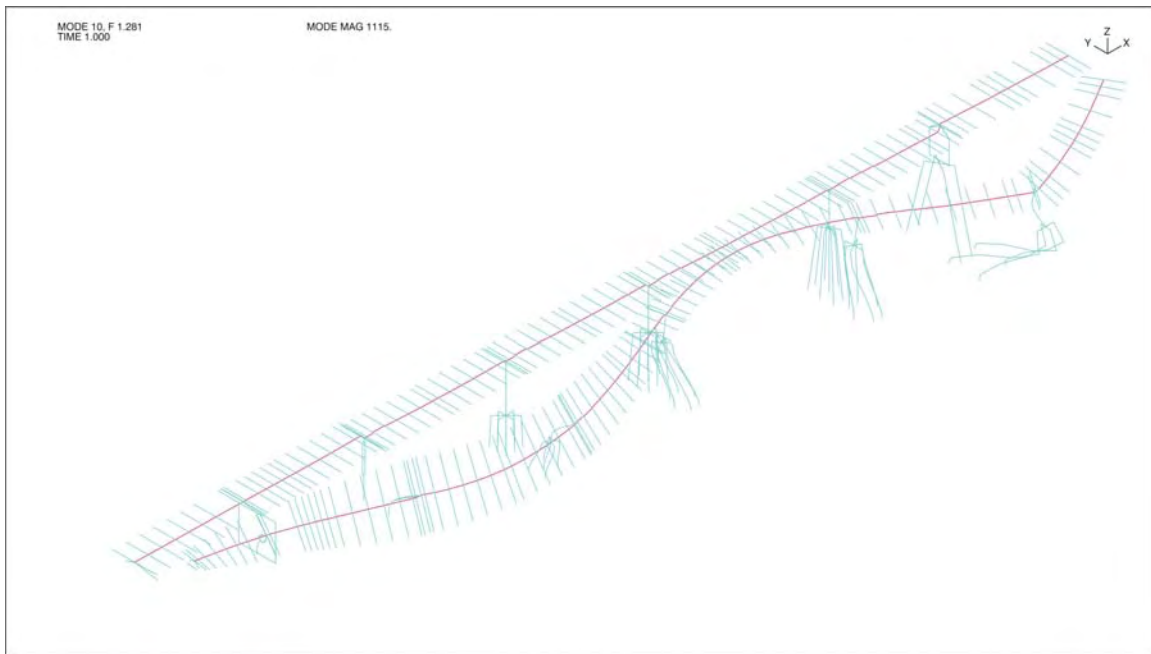 MODE 10, F 1.281
TIME 1.000
MODE MAG 1115.
Z
Y X